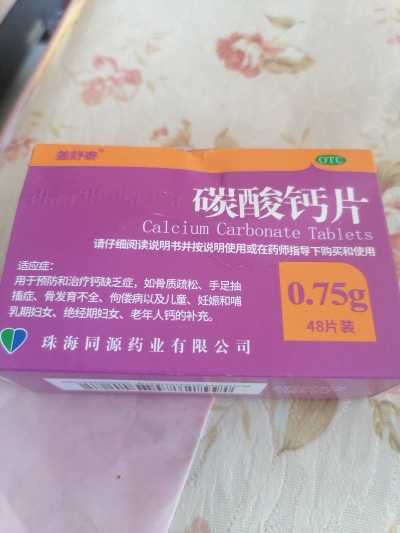 益舒泰®
OTC
碳酸钙片
Calcium Carbonate Tablets
请仔细阅读说明书并按说明使用或在药师指导下购买和使用
适应症:
用于预防和治疗钙缺乏症，如骨质疏松、手足抽
搐症、骨发育不全、佝偻病以及儿童、妊娠和哺
乳期妇女、绝经期妇女、老年人钙的补充。
0.75g
48片装
珠海同源药业有限公司